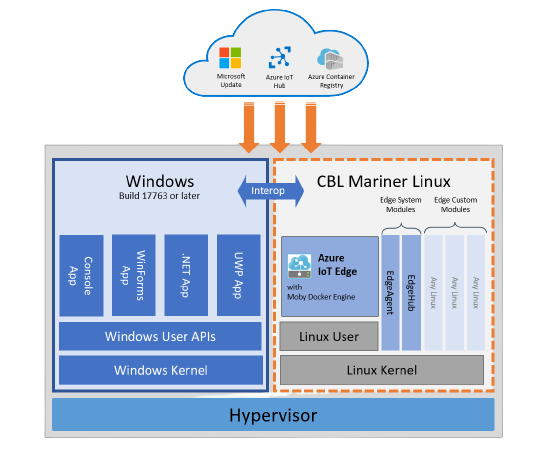 Microsoft
Update
Azure IoT
Hub
Azure Container
Registry
Windows
Build 17763 or later
Interop
CBL Mariner Linux
Edge System
Modules
Edge Custom
Modules
Console
App
WinForms
App
.NET App
UWP App
Azure
IoT Edge
with
Moby Docker Engine
EdgeAgent
EdgeHub
Any Linux
Any Linux
Any Linux
Windows User APIs
Linux User
Windows Kernel
Linux Kernel
Hypervisor